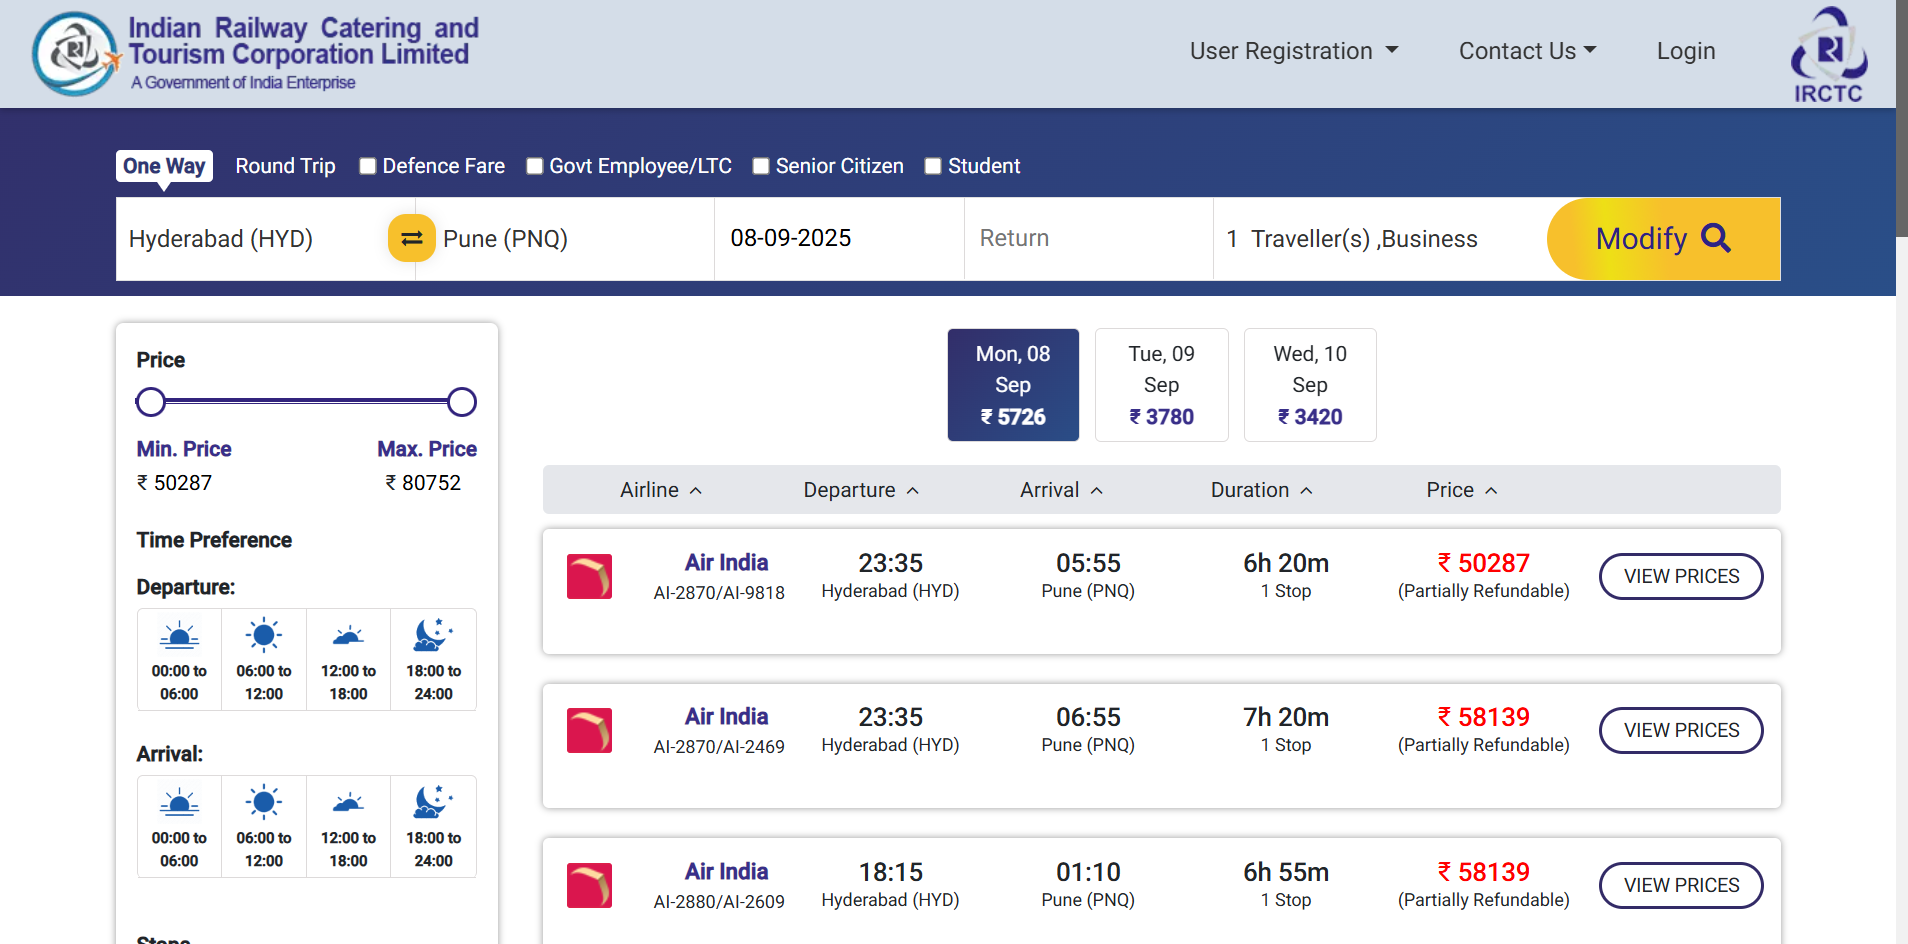 Indian Railway Catering and
Tourism Corporation Limited
A Government of India Enterprise
User Registration
Contact Us
Login
IRCTC
One Way
Round Trip
Defence Fare
Govt Employee/LTC
Senior Citizen
Student
Hyderabad (HYD)
Pune (PNQ)
08-09-2025
Return
1 Traveller(s) ,Business
Modify
Price
Min. Price
Max. Price
₹ 50287
₹ 80752
Time Preference
Departure:
00:00 to
06:00
06:00 to
12:00
12:00 to
18:00
18:00 to
24:00
Arrival:
00:00 to
06:00
06:00 to
12:00
12:00 to
18:00
18:00 to
24:00
Stops
Mon, 08
Sep
₹ 5726
Tue, 09
Sep
₹ 3780
Wed, 10
Sep
₹ 3420
Airline
Departure
Arrival
Duration
Price
Air India
AI-2870/AI-9818
23:35
Hyderabad (HYD)
05:55
Pune (PNQ)
6h 20m
1 Stop
₹ 50287
(Partially Refundable)
VIEW PRICES
Air India
AI-2870/AI-2469
23:35
Hyderabad (HYD)
06:55
Pune (PNQ)
7h 20m
1 Stop
₹ 58139
(Partially Refundable)
VIEW PRICES
Air India
AI-2880/AI-2609
18:15
Hyderabad (HYD)
01:10
Pune (PNQ)
6h 55m
1 Stop
₹ 58139
(Partially Refundable)
VIEW PRICES